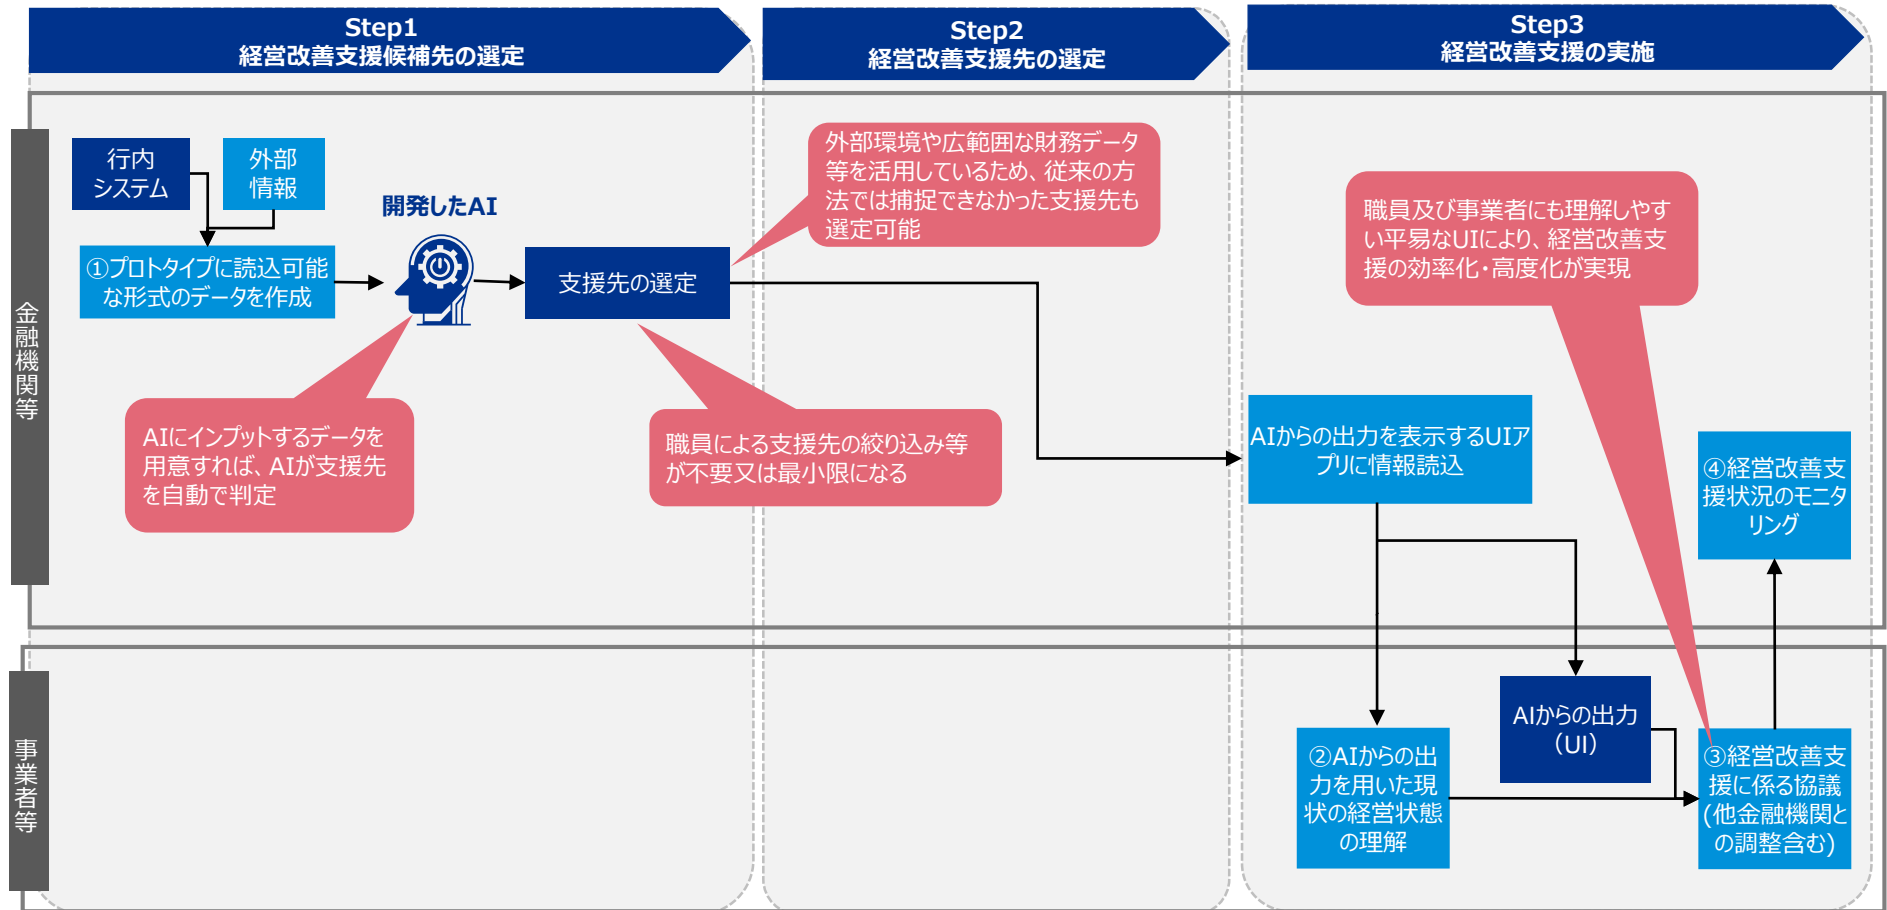 Step1
経営改善支援候補先の選定
Step2
経営改善支援先の選定
Step3
経営改善支援の実施
金融機関等
行内
システム
外部
情報
①プロトタイプに読込可能
な形式のデータを作成
開発したAI
支援先の選定
外部環境や広範囲な財務データ
等を活用しているため、従来の方
法では捕捉できなかった支援先も
選定可能
職員及び事業者にも理解しやす
い平易なUIにより、経営改善支
援の効率化・高度化が実現
AIにインプットするデータを
用意すれば、AIが支援先
を自動で判定
職員による支援先の絞り込み等
が不要又は最小限になる
AIからの出力を表示するUIア
プリに情報読込
④経営改善支
援状況のモニタ
リング
事業者等
AIからの出力
（UI）
②AIからの出
力を用いた現
状の経営状態
の理解
③経営改善支
援に係る協議
(他金融機関と
の調整含む)